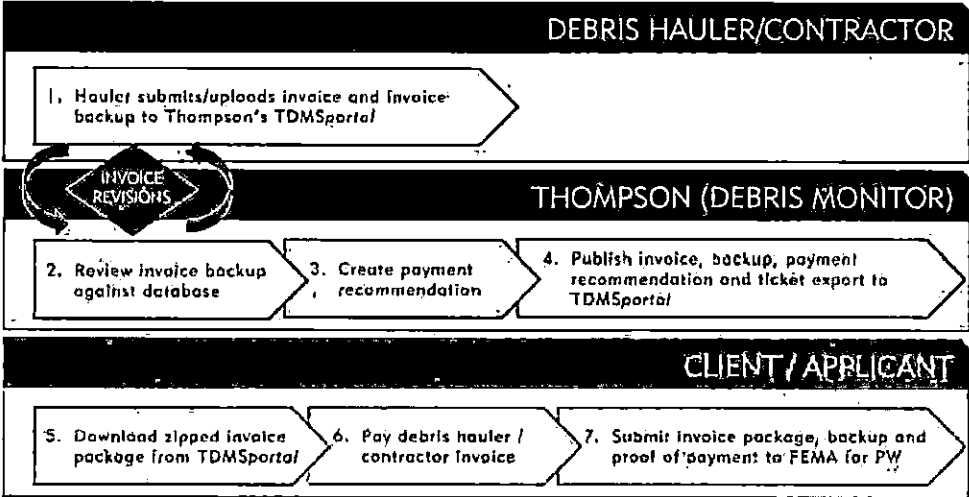 DEBRIS HAULER/CONTRACTOR
1. Hauler submits/uploads invoice and invoice
backup to Thompson's TDMSportal
INVOICE
REVISIONS
THOMPSON (DEBRIS MONITOR)
2. Review invoice backup
against database
3. Create payment
recommendation
4. Publish invoice, backup, payment
recommendation and ticket export to
TDMSportal
CLIENT / APPLICANT
5. Download zipped invoice
package from TDMSportal
6. Pay debris hauler /
contractor invoice
7. Submit invoice package, backup and
proof of payment to FEMA for PW